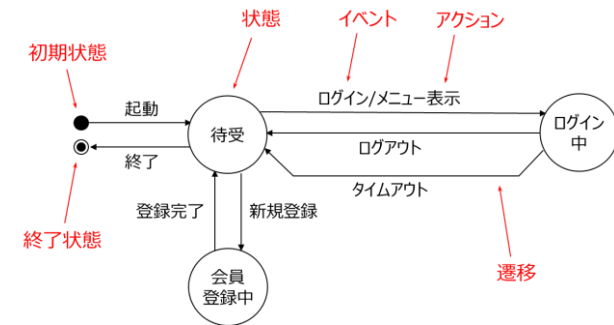 状態
イベント
アクション
初期状態
起動
ログイン/メニュー表示
待受
ログイン
中
ログアウト
終了
タイムアウト
登録完了
新規登録
終了状態
遷移
会員
登録中